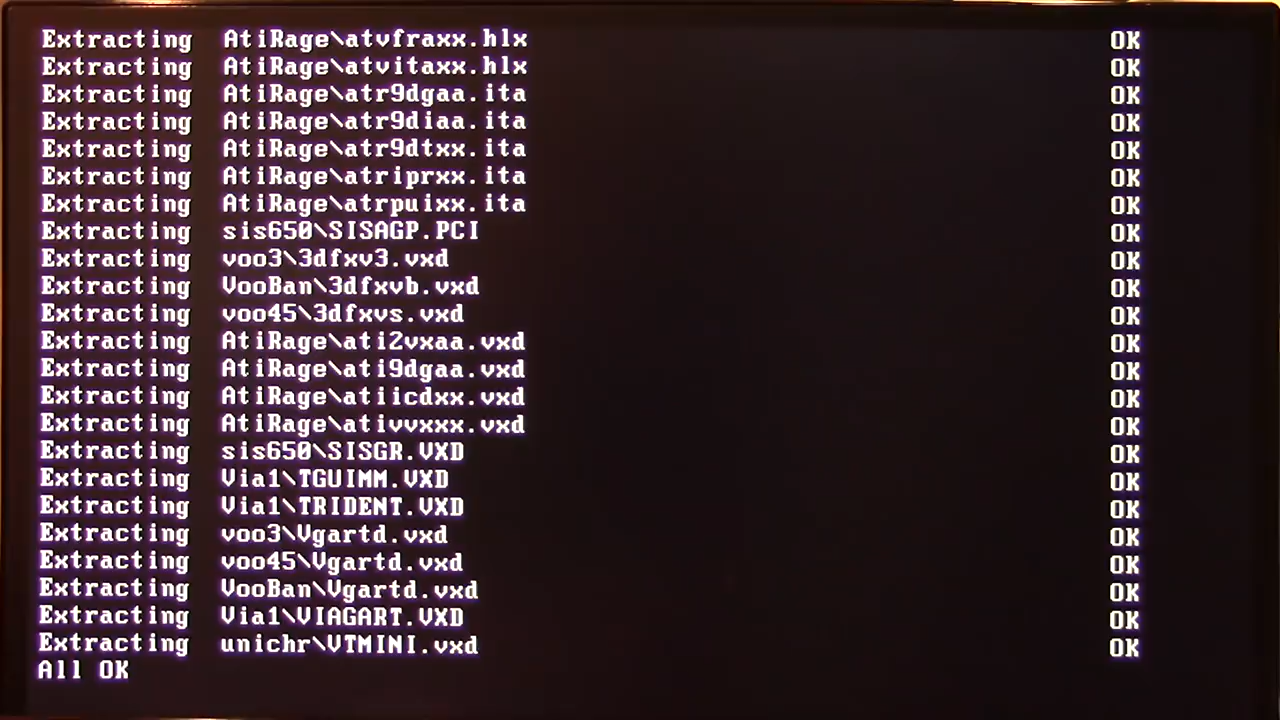 Extracting  AtiRage\atvfraxx.hlx  OK
Extracting  AtiRage\atvitaxx.hlx  OK
Extracting  AtiRage\atr9dgaa.ita  OK
Extracting  AtiRage\atr9diaa.ita  OK
Extracting  AtiRage\atr9dtxx.ita  OK
Extracting  AtiRage\atriprxx.ita  OK
Extracting  AtiRage\atrpuixx.ita  OK
Extracting  sis650\SISAGP.PCI  OK
Extracting  voo3\3dfxv3.vxd  OK
Extracting  VooBan\3dfxvb.vxd  OK
Extracting  voo45\3dfxvs.vxd  OK
Extracting  AtiRage\ati2vxaa.vxd  OK
Extracting  AtiRage\ati9dgaa.vxd  OK
Extracting  AtiRage\atiicdxx.vxd  OK
Extracting  AtiRage\ativvxxx.vxd  OK
Extracting  sis650\SISGR.VXD  OK
Extracting  Via1\TGUIMM.VXD  OK
Extracting  Via1\TRIDENT.VXD  OK
Extracting  voo3\Vgartd.vxd  OK
Extracting  voo45\Vgartd.vxd  OK
Extracting  VooBan\Vgartd.vxd  OK
Extracting  Via1\VIAGART.VXD  OK
Extracting  unichr\VTMINI.vxd  OK
All OK